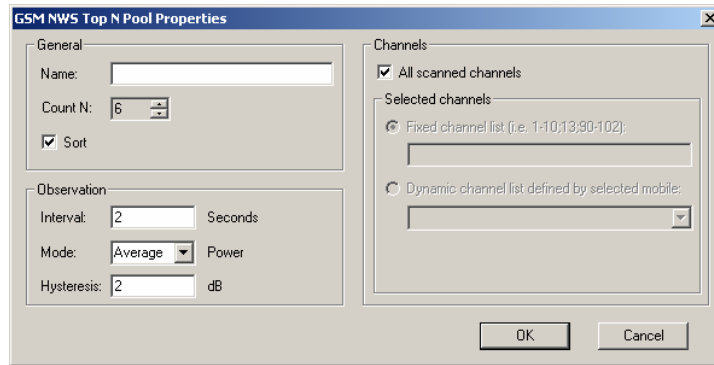 GSM NWS Top N Pool Properties
General
Name:
Count N: 6
Sort
Observation
Interval: 2 Seconds
Mode: Average Power
Hysteresis: 2 dB
Channels
All scanned channels
Selected channels
Fixed channel list (i.e. 1-10;13;90-102):
Dynamic channel list defined by selected mobile:
OK
Cancel